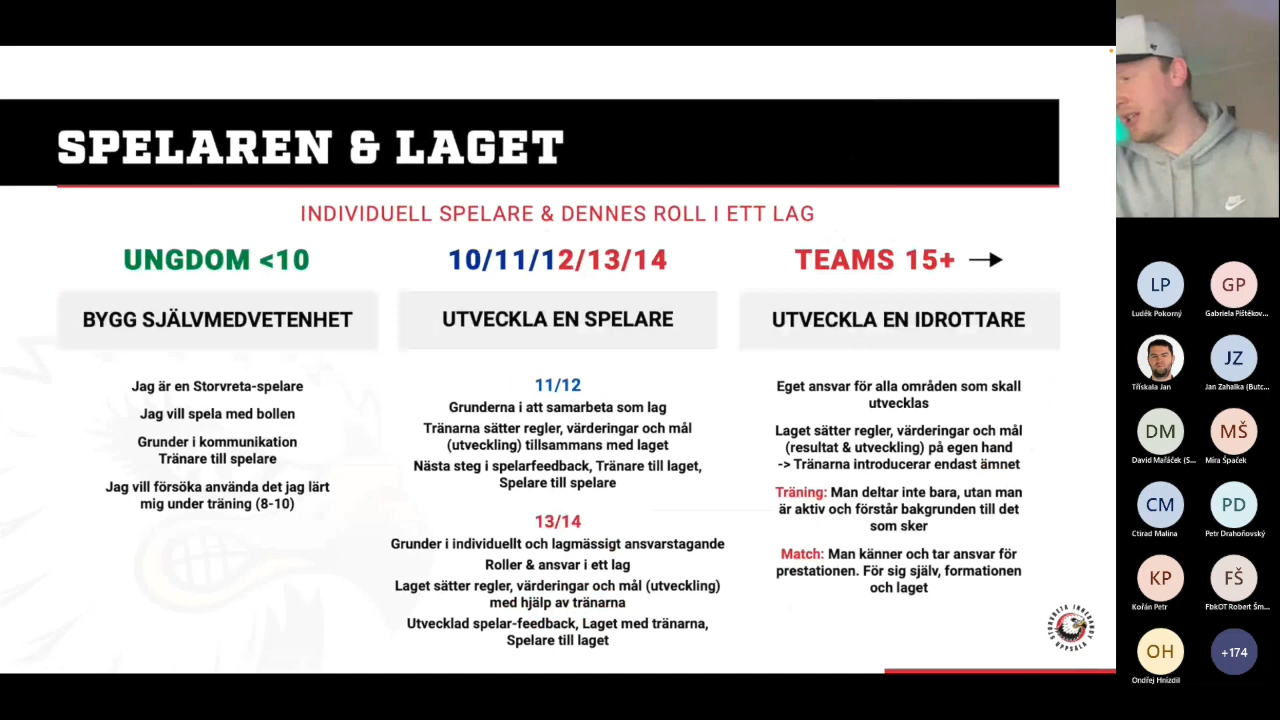 SPELAREN & LAGET
INDIVIDUELL SPELARE & DENNES ROLL I ETT LAG
UNGDOM <10
BYGG SJÄLVMEDVETENHET
Jag är en Storvreta-spelare
Jag vill spela med bollen
Grunder i kommunikation
Tränare till spelare
Jag vill försöka använda det jag lärt
mig under träning (8-10)
10/11/12/13/14
UTVECKLA EN SPELARE
11/12
Grunderna i att samarbeta som lag
Tränarna sätter regler, värderingar och mål
(utveckling) tillsammans med laget
Nästa steg i spelarfeedback, Tränare till laget,
Spelare till spelare
13/14
Grunder i individuellt och lagmässigt ansvarstagande
Roller & ansvar i ett lag
Laget sätter regler, värderingar och mål (utveckling)
med hjälp av tränarna
Utvecklad spelar-feedback, Laget med tränarna,
Spelare till laget
TEAMS 15+ →
UTVECKLA EN IDROTTARE
Eget ansvar för alla områden som skall
utvecklas
Laget sätter regler, värderingar och mål
(resultat & utveckling) på egen hand
-> Tränarna introducerar endast ämnet
Träning: Man deltar inte bara, utan man
är aktiv och förstår bakgrunden till det
som sker
Match: Man känner och tar ansvar för
prestationen. För sig själv, formationen
och laget
STORVRETA INNEBANDY
UPPSALA
LP
Luděk Pokorný
GP
Gabriela Pištěkov...
Třískala Jan
JZ
Jan Zahalka (Butc...
DM
David Mařáček (S...
MŠ
Míra Špaček
CM
Ctirad Malina
PD
Petr Drahoňovský
KP
Kořán Petr
FŠ
FbkOT Robert Šm...
OH
Ondřej Hnízdil
+174